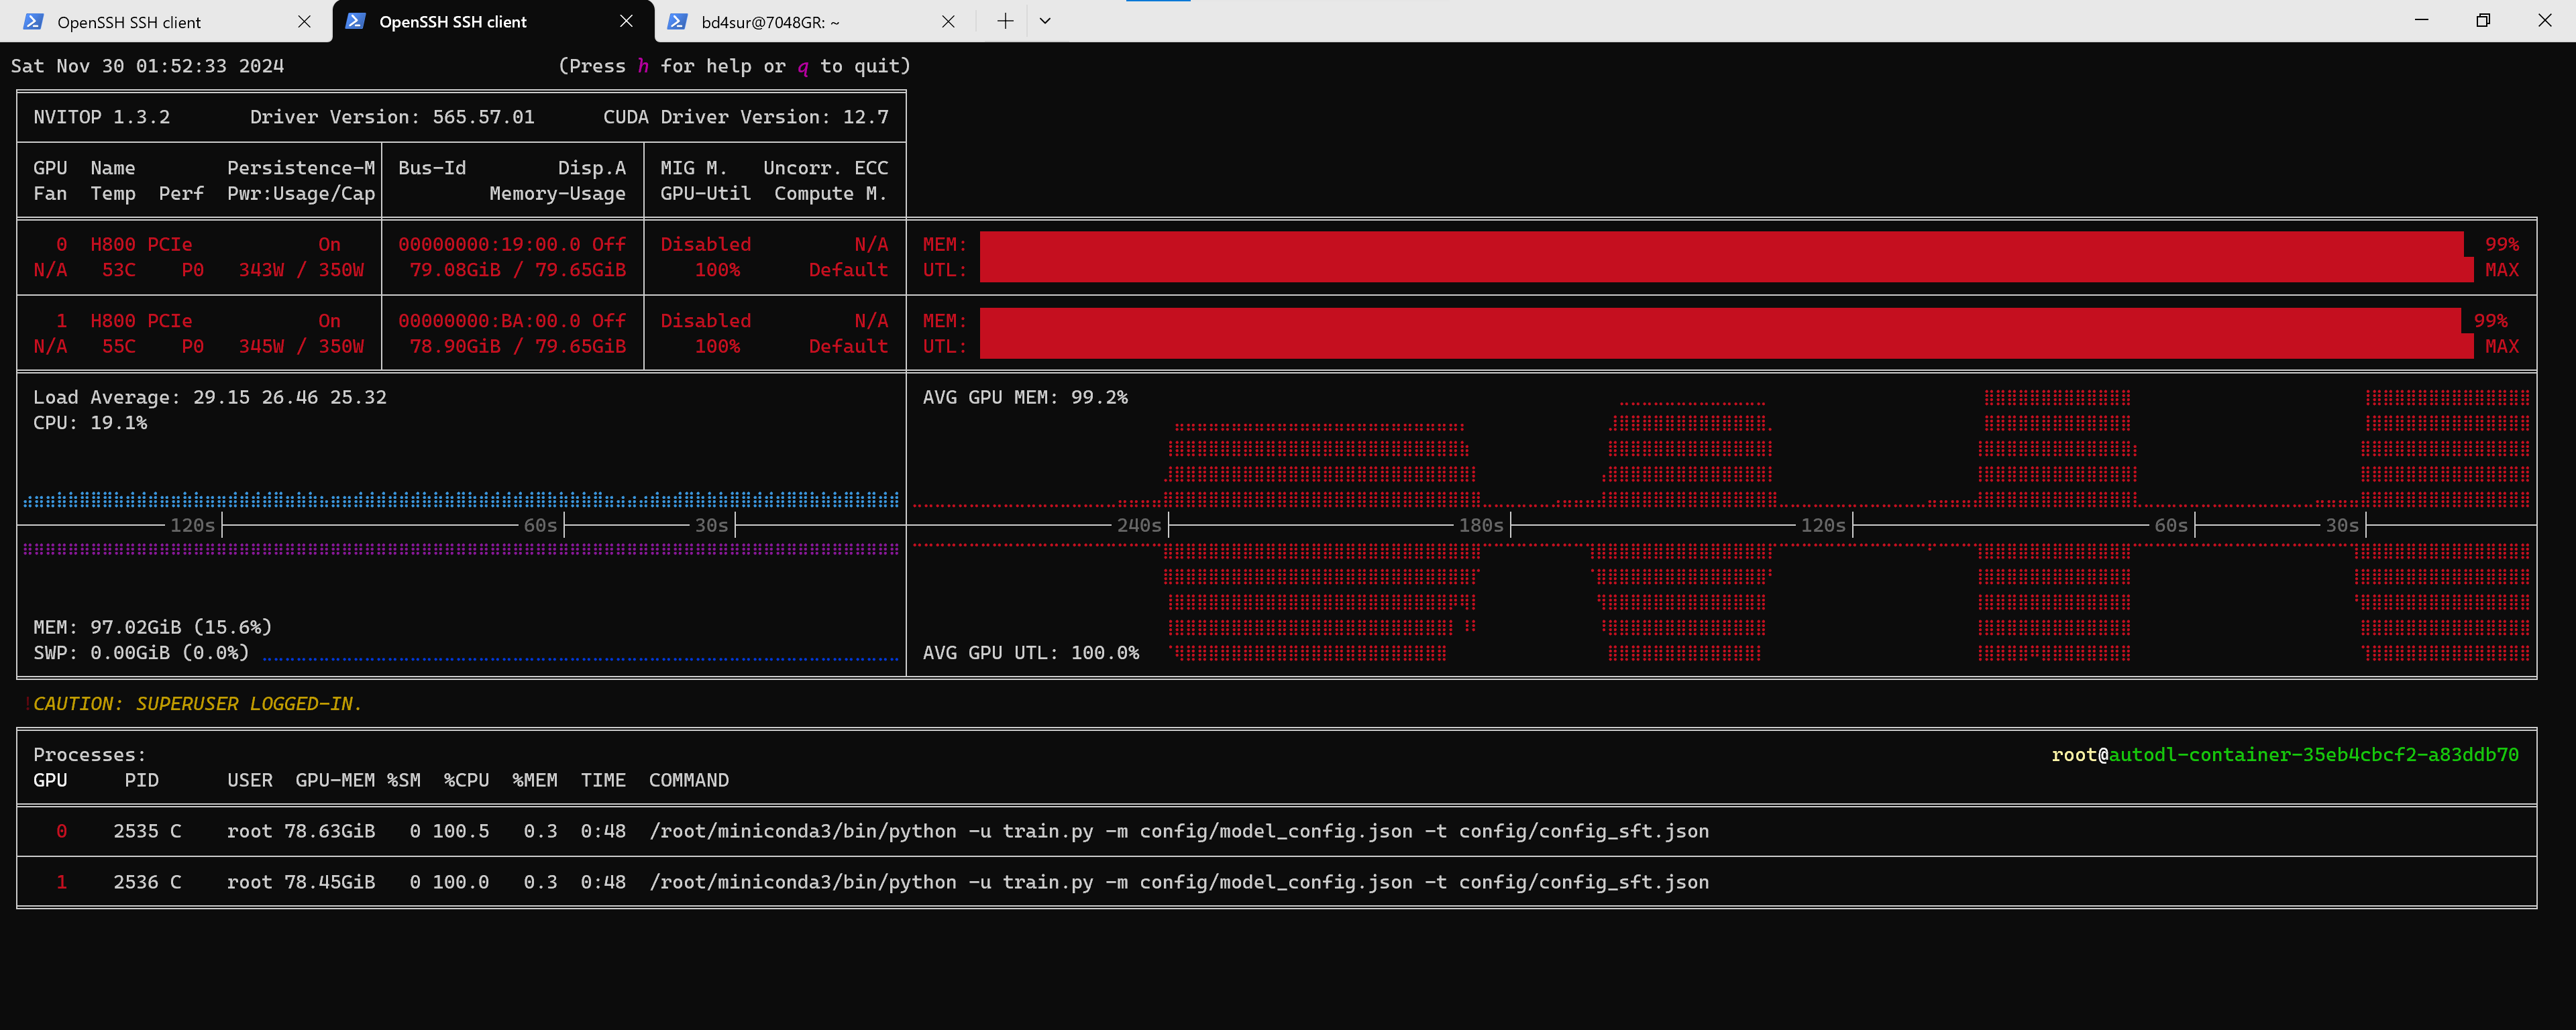 OpenSSH SSH client OpenSSH SSH client bd4sur@7048GR: ~
Sat Nov 30 01:52:33 2024 (Press h for help or q to quit)
NVITOP 1.3.2 Driver Version: 565.57.01 CUDA Driver Version: 12.7
GPU Name Persistence-M Bus-Id Disp.A MIG M. Uncorr. ECC
Fan Temp Perf Pwr:Usage/Cap Memory-Usage GPU-Util Compute M.
0 H800 PCIe On 00000000:19:00.0 Off Disabled N/A MEM: 99%
N/A 53C P0 343W / 350W 79.08GiB / 79.65GiB 100% Default UTL: MAX
1 H800 PCIe On 00000000:BA:00.0 Off Disabled N/A MEM: 99%
N/A 55C P0 345W / 350W 78.90GiB / 79.65GiB 100% Default UTL: MAX
Load Average: 29.15 26.46 25.32 AVG GPU MEM: 99.2%
CPU: 19.1%
120s 60s 30s 240s 180s 120s 60s 30s
MEM: 97.02GiB (15.6%)
SWP: 0.00GiB (0.0%) AVG GPU UTL: 100.0%
!CAUTION: SUPERUSER LOGGED-IN.
Processes: root@autodl-container-35eb4cbcf2-a83ddb70
GPU PID USER GPU-MEM %SM %CPU %MEM TIME COMMAND
0 2535 C root 78.63GiB 0 100.5 0.3 0:48 /root/miniconda3/bin/python -u train.py -m config/model_config.json -t config/config_sft.json
1 2536 C root 78.45GiB 0 100.0 0.3 0:48 /root/miniconda3/bin/python -u train.py -m config/model_config.json -t config/config_sft.json